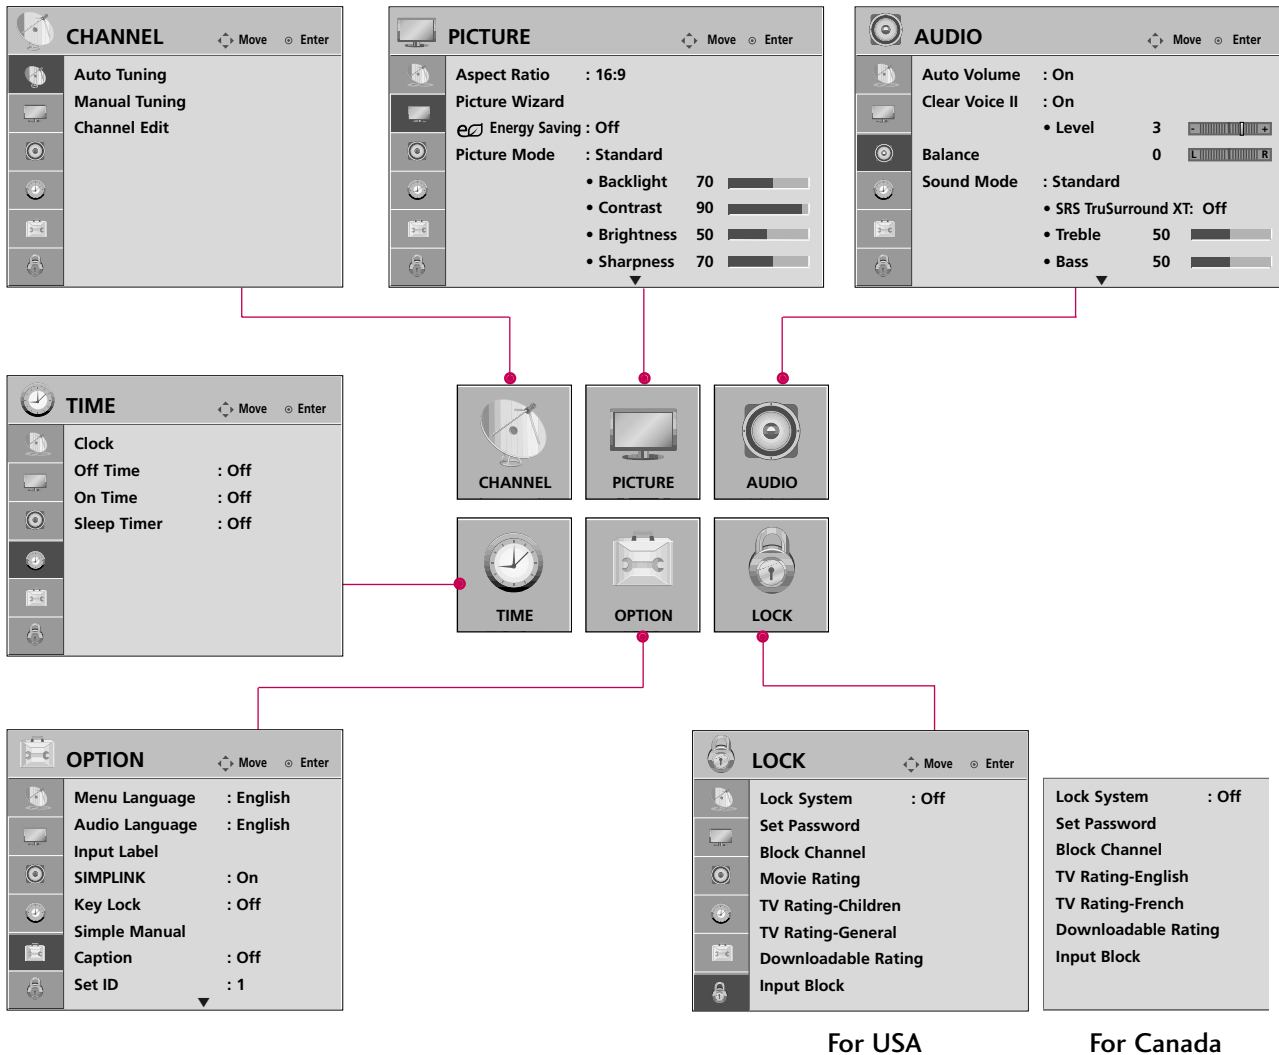 CHANNEL Move Enter
Auto Tuning
Manual Tuning
Channel Edit
PICTURE Move Enter
Aspect Ratio : 16:9
Picture Wizard
Energy Saving : Off
Picture Mode : Standard
• Backlight 70
• Contrast 90
• Brightness 50
• Sharpness 70
AUDIO Move Enter
Auto Volume : On
Clear Voice II : On
• Level 3 - +
Balance 0 L R
Sound Mode : Standard
• SRS TruSurround XT: Off
• Treble 50
• Bass 50
TIME Move Enter
Clock
Off Time : Off
On Time : Off
Sleep Timer : Off
CHANNEL
PICTURE
AUDIO
TIME
OPTION
LOCK
OPTION Move Enter
Menu Language : English
Audio Language : English
Input Label
SIMPLINK : On
Key Lock : Off
Simple Manual
Caption : Off
Set ID : 1
LOCK Move Enter
Lock System : Off
Set Password
Block Channel
Movie Rating
TV Rating-Children
TV Rating-General
Downloadable Rating
Input Block
For USA
Lock System : Off
Set Password
Block Channel
TV Rating-English
TV Rating-French
Downloadable Rating
Input Block
For Canada